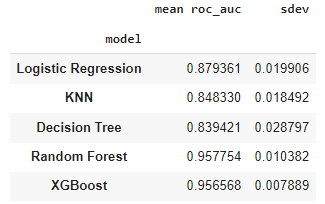 mean roc_auc sdev
model
Logistic Regression 0.879361 0.019906
KNN 0.848330 0.018492
Decision Tree 0.839421 0.028797
Random Forest 0.957754 0.010382
XGBoost 0.956568 0.007889